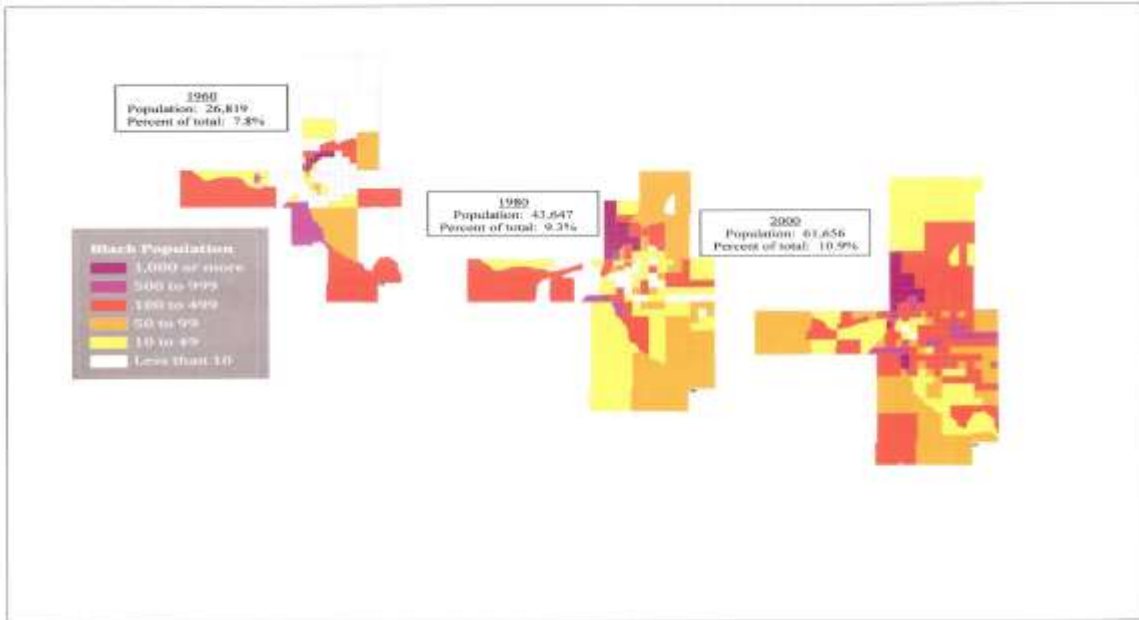 1960
Population: 26,819
Percent of total: 7.8%
1980
Population: 43,647
Percent of total: 9.3%
2000
Population: 61,656
Percent of total: 10.9%
Black Population
1,000 or more
500 to 999
100 to 499
50 to 99
10 to 49
Less than 10